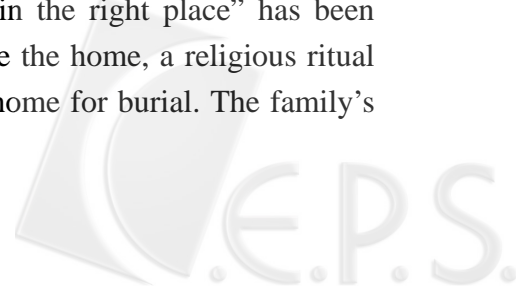 in the right place” has been
e the home, a religious ritual
home for burial. The family’s
C.E.P.S.